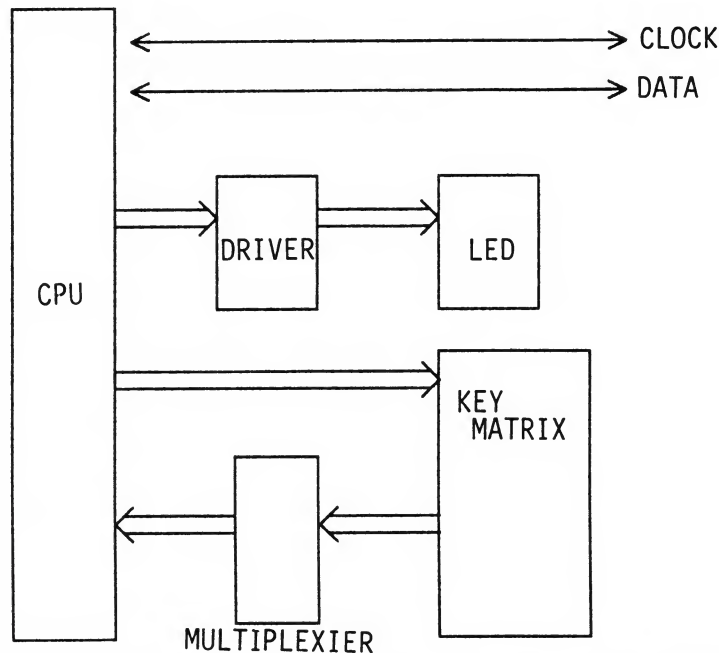 CLOCK
DATA
DRIVER
LED
CPU
KEY
MATRIX
MULTIPLEXIER